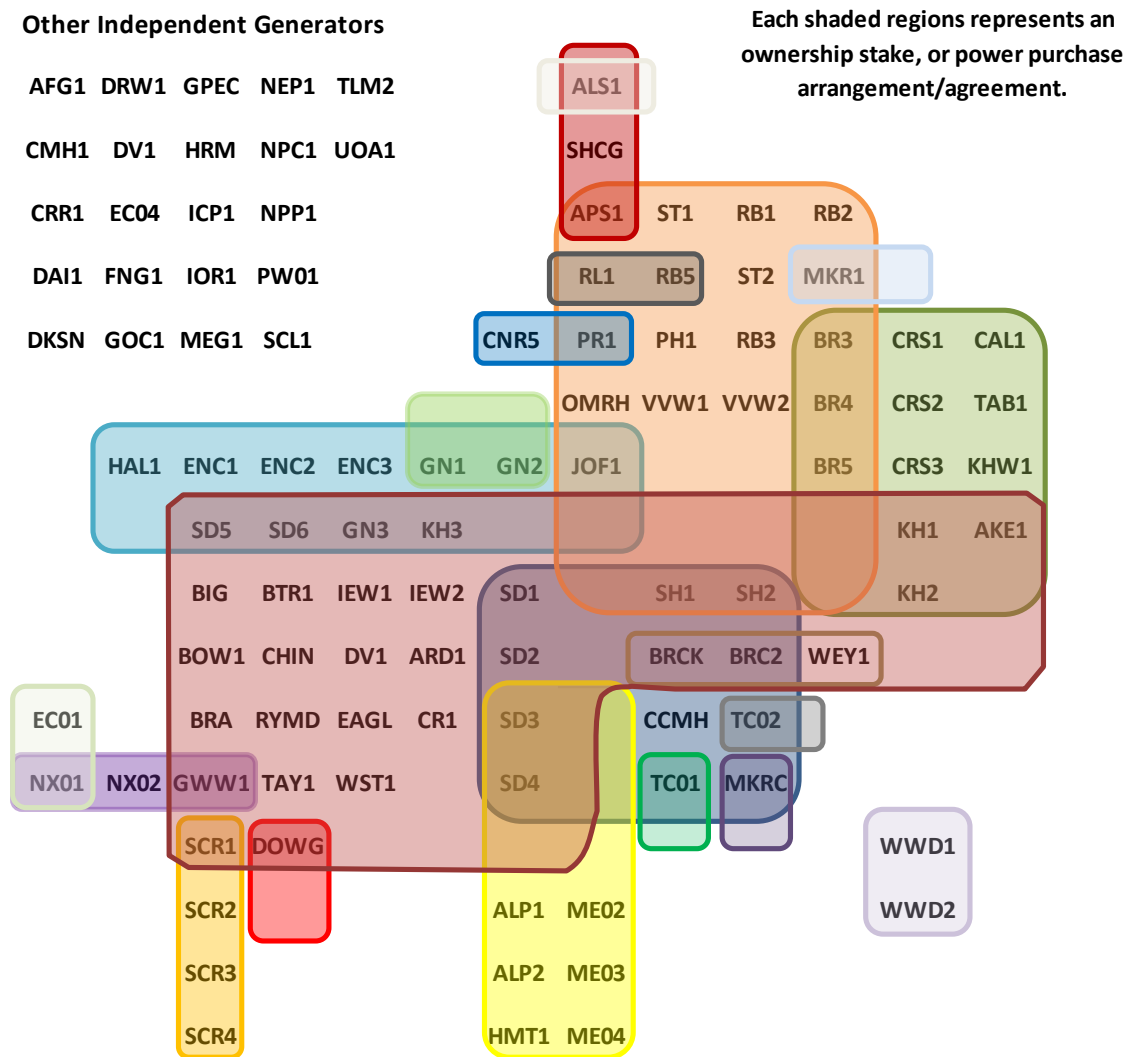 Other Independent Generators
Each shaded regions represents an
ownership stake, or power purchase
arrangement/agreement.
AFG1 DRW1 GPEC NEP1 TLM2 ALS1
CMH1 DV1 HRM NPC1 UOA1 SHCG
CRR1 EC04 ICP1 NPP1 APS1 ST1 RB1 RB2
DAI1 FNG1 IOR1 PW01 RL1 RB5 ST2 MKR1
DKSN GOC1 MEG1 SCL1 CNR5 PR1 PH1 RB3 BR3 CRS1 CAL1
OMRH VVW1 VVW2 BR4 CRS2 TAB1
HAL1 ENC1 ENC2 ENC3 GN1 GN2 JOF1 BR5 CRS3 KHW1
SD5 SD6 GN3 KH3 KH1 AKE1
BIG BTR1 IEW1 IEW2 SD1 SH1 SH2 KH2
BOW1 CHIN DV1 ARD1 SD2 BRCK BRC2 WEY1
EC01 BRA RYMD EAGL CR1 SD3 CCMH TC02
NX01 NX02 GWW1 TAY1 WST1 SD4 TC01 MKRC
SCR1 DOWG WWD1
SCR2 ALP1 ME02 WWD2
SCR3 ALP2 ME03
SCR4 HMT1 ME04